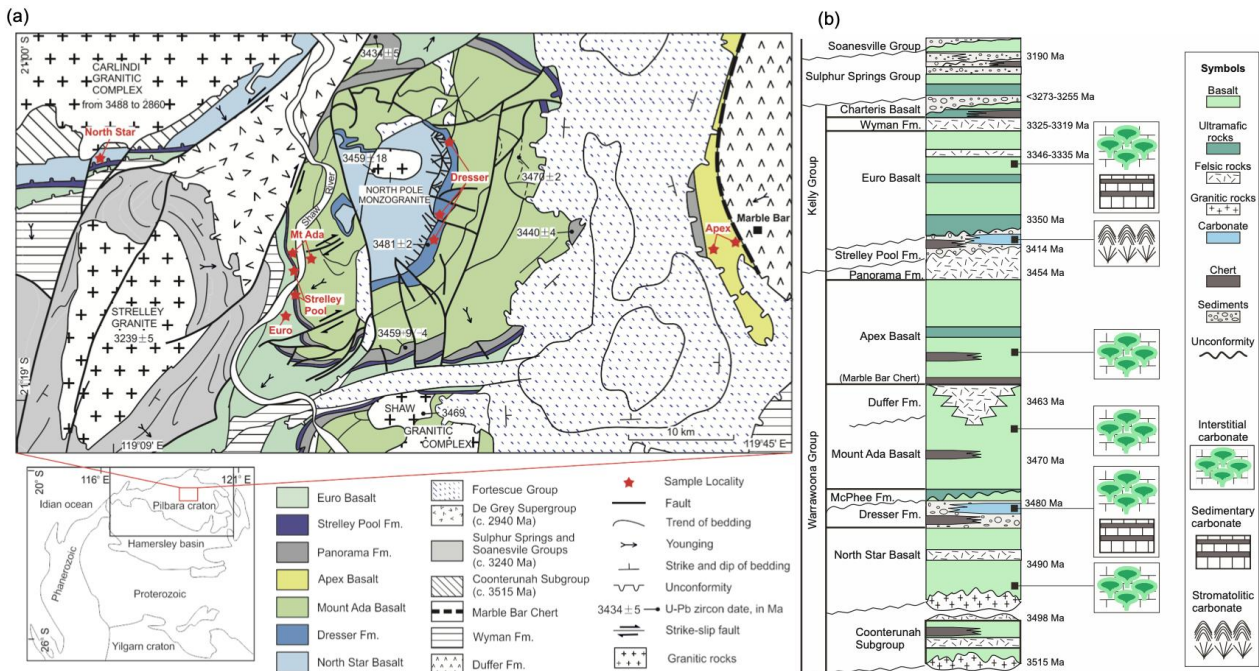 (a)
21°00' S
CARLINDI
GRANITIC
COMPLEX
from 3488 to 2860
North Star
3434±5
3459±18
NORTH POLE
MONZOGRANITE
Dresser
3470±2
Shaw River
Mt Ada
3481±2
3440±4
Apex
Marble Bar
Strelley
Pool
Euro
STRELLEY
GRANITE
3239±5
3459+9/-4
SHAW
GRANITIC COMPLEX
3469
10 km
21°19' S
119°09' E
119°45' E
20° S
116° E
121° E
Idian ocean
Pilbara craton
Hamersley basin
Phanerozoic
Proterozoic
Yilgarn craton
26° S
Euro Basalt
Strelley Pool Fm.
Panorama Fm.
Apex Basalt
Mount Ada Basalt
Dresser Fm.
North Star Basalt
Fortescue Group
De Grey Supergroup
(c. 2940 Ma)
Sulphur Springs and
Soanesvile Groups
(c. 3240 Ma)
Coonterunah Subgroup
(c. 3515 Ma)
Marble Bar Chert
Wyman Fm.
Duffer Fm.
Sample Locality
Fault
Trend of bedding
Younging
Strike and dip of bedding
Unconformity
3434±5
U-Pb zircon date, in Ma
Strike-slip fault
Granitic rocks
(b)
Soanesville Group
3190 Ma
Sulphur Springs Group
<3273-3255 Ma
Kelly Group
Charteris Basalt
Wyman Fm.
3325-3319 Ma
3346-3335 Ma
Euro Basalt
3350 Ma
Strelley Pool Fm.
3414 Ma
Panorama Fm.
3454 Ma
Warrawoona Group
Apex Basalt
(Marble Bar Chert)
Duffer Fm.
3463 Ma
Mount Ada Basalt
3470 Ma
McPhee Fm.
3480 Ma
Dresser Fm.
North Star Basalt
3490 Ma
3498 Ma
Coonterunah
Subgroup
3515 Ma
Symbols
Basalt
Ultramafic
rocks
Felsic rocks
Granitic rocks
Carbonate
Chert
Sediments
Unconformity
Interstitial
carbonate
Sedimentary
carbonate
Stromatolitic
carbonate